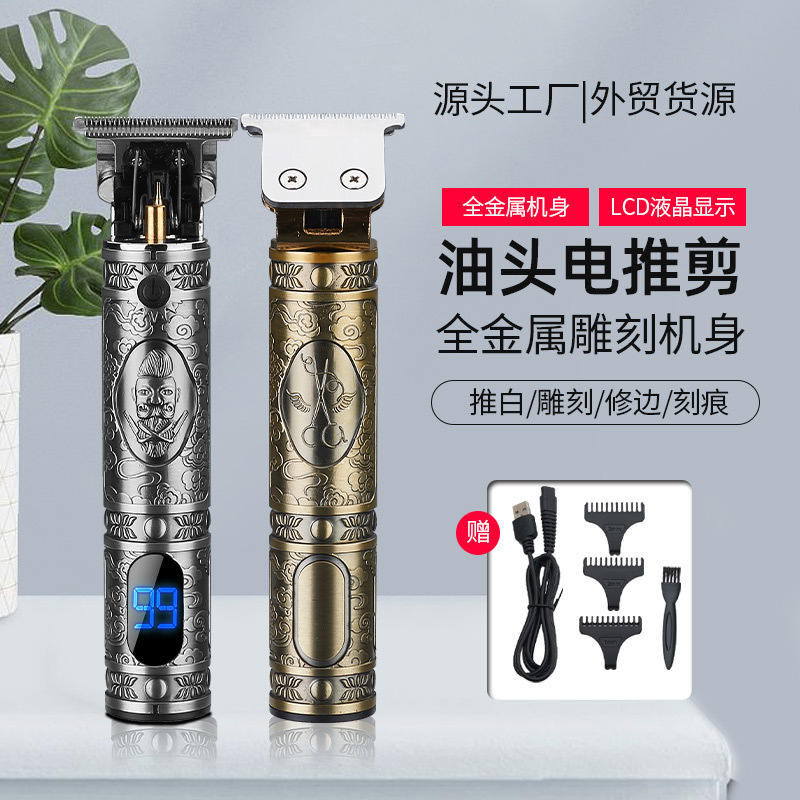 源头工厂|外贸货源
全金属机身
LCD液晶显示
油头电推剪
全金属雕刻机身
推白/雕刻/修边/刻痕
赠
99